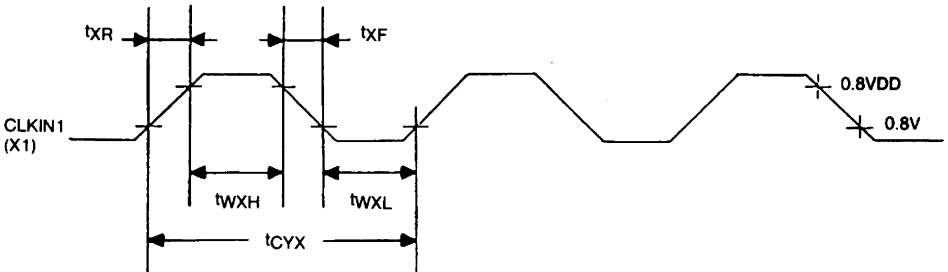 tXR
tXF
CLKIN1
(X1)
0.8VDD
0.8V
tWXH
tWXL
tCYX